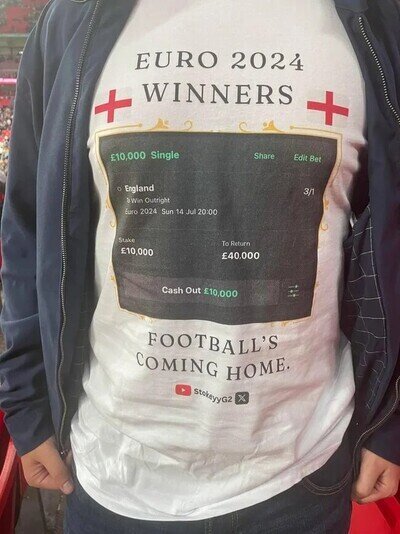 EURO 2024
WINNERS
£10,000 Single Share Edit Bet
England 3/1
To Win Outright
Euro 2024 Sun 14 Jul 20:00
Stake To Return
£10,000 £40,000
Cash Out £10,000
FOOTBALL'S
COMING HOME.
StokeyyG2